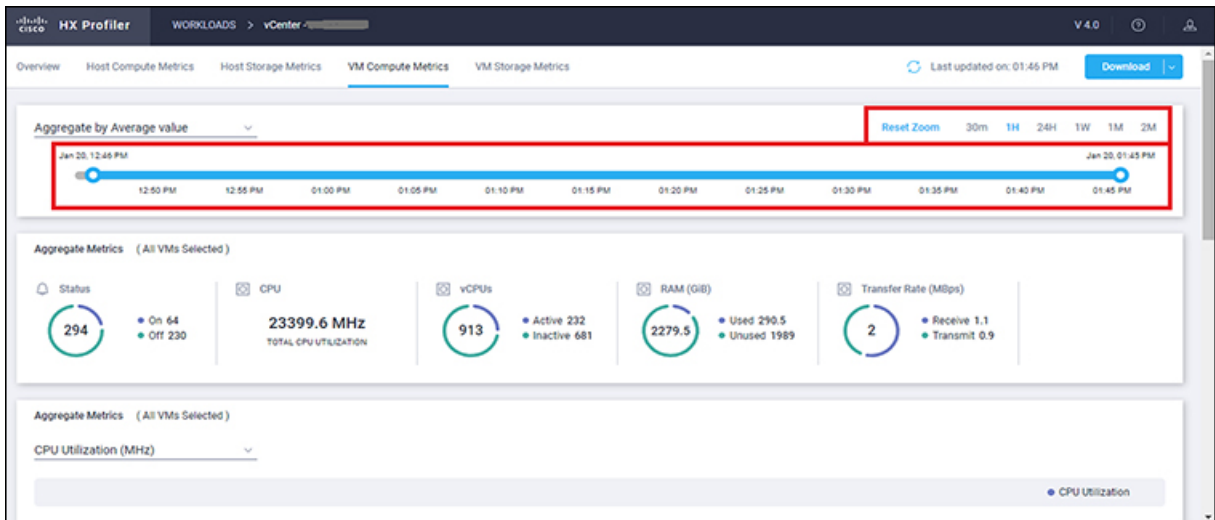 cisco HX Profiler WORKLOADS > vCenter- V 4.0
Overview Host Compute Metrics Host Storage Metrics VM Compute Metrics VM Storage Metrics Last updated on: 01:46 PM Download
Aggregate by Average value Reset Zoom 30m 1H 24H 1W 1M 2M
Jan 20, 12:46 PM Jan 20, 01:45 PM
12:50 PM 12:55 PM 01:00 PM 01:05 PM 01:10 PM 01:15 PM 01:20 PM 01:25 PM 01:30 PM 01:35 PM 01:40 PM 01:45 PM
Aggregate Metrics ( All VMs Selected )
Status CPU vCPUs RAM (GiB) Transfer Rate (MBps)
294 On 64 23399.6 MHz 913 Active 232 2279.5 Used 290.5 2 Receive 1.1
Off 230 TOTAL CPU UTILIZATION Inactive 681 Unused 1989 Transmit 0.9
Aggregate Metrics ( All VMs Selected )
CPU Utilization (MHz)
CPU Utilization